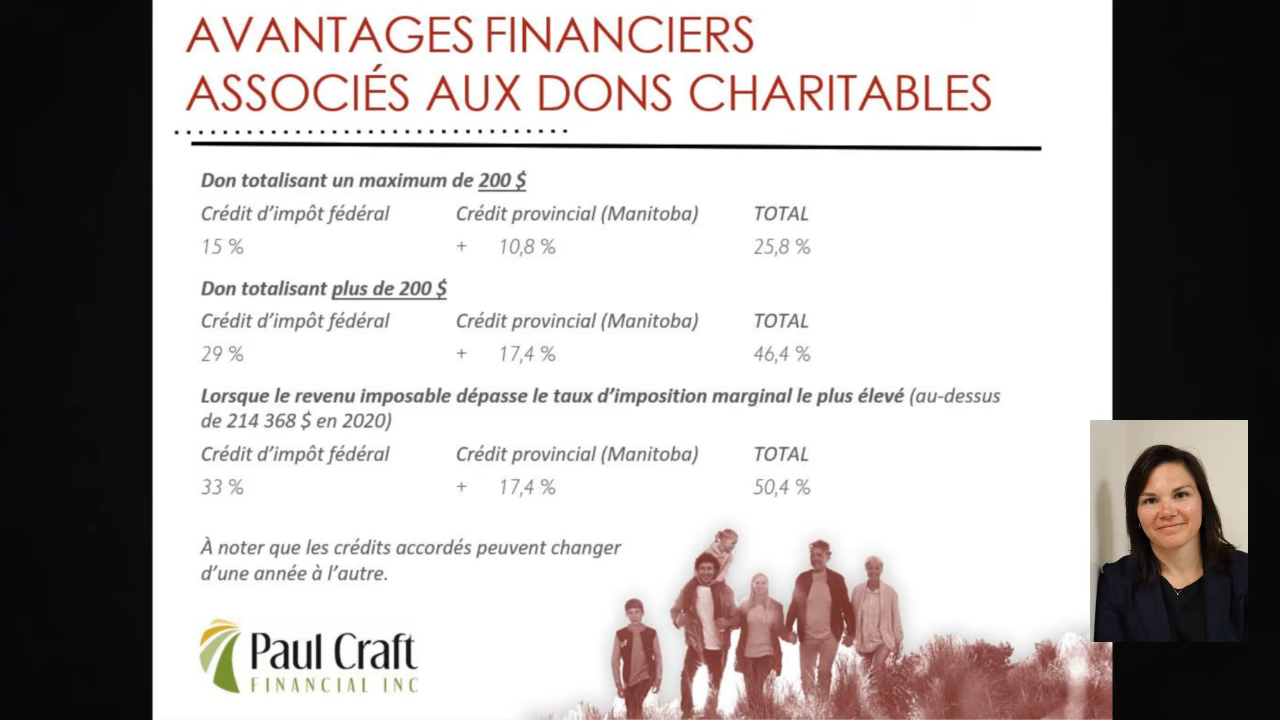 AVANTAGES FINANCIERS
ASSOCIÉS AUX DONS CHARITABLES
Don totalisant un maximum de 200 $
Crédit d'impôt fédéral Crédit provincial (Manitoba) TOTAL
15 % + 10,8 % 25,8 %
Don totalisant plus de 200 $
Crédit d'impôt fédéral Crédit provincial (Manitoba) TOTAL
29 % + 17,4 % 46,4 %
Lorsque le revenu imposable dépasse le taux d'imposition marginal le plus élevé (au-dessus
de 214 368 $ en 2020)
Crédit d'impôt fédéral Crédit provincial (Manitoba) TOTAL
33 % + 17,4 % 50,4 %
À noter que les crédits accordés peuvent changer
d'une année à l'autre.
Paul Craft
FINANCIAL INC